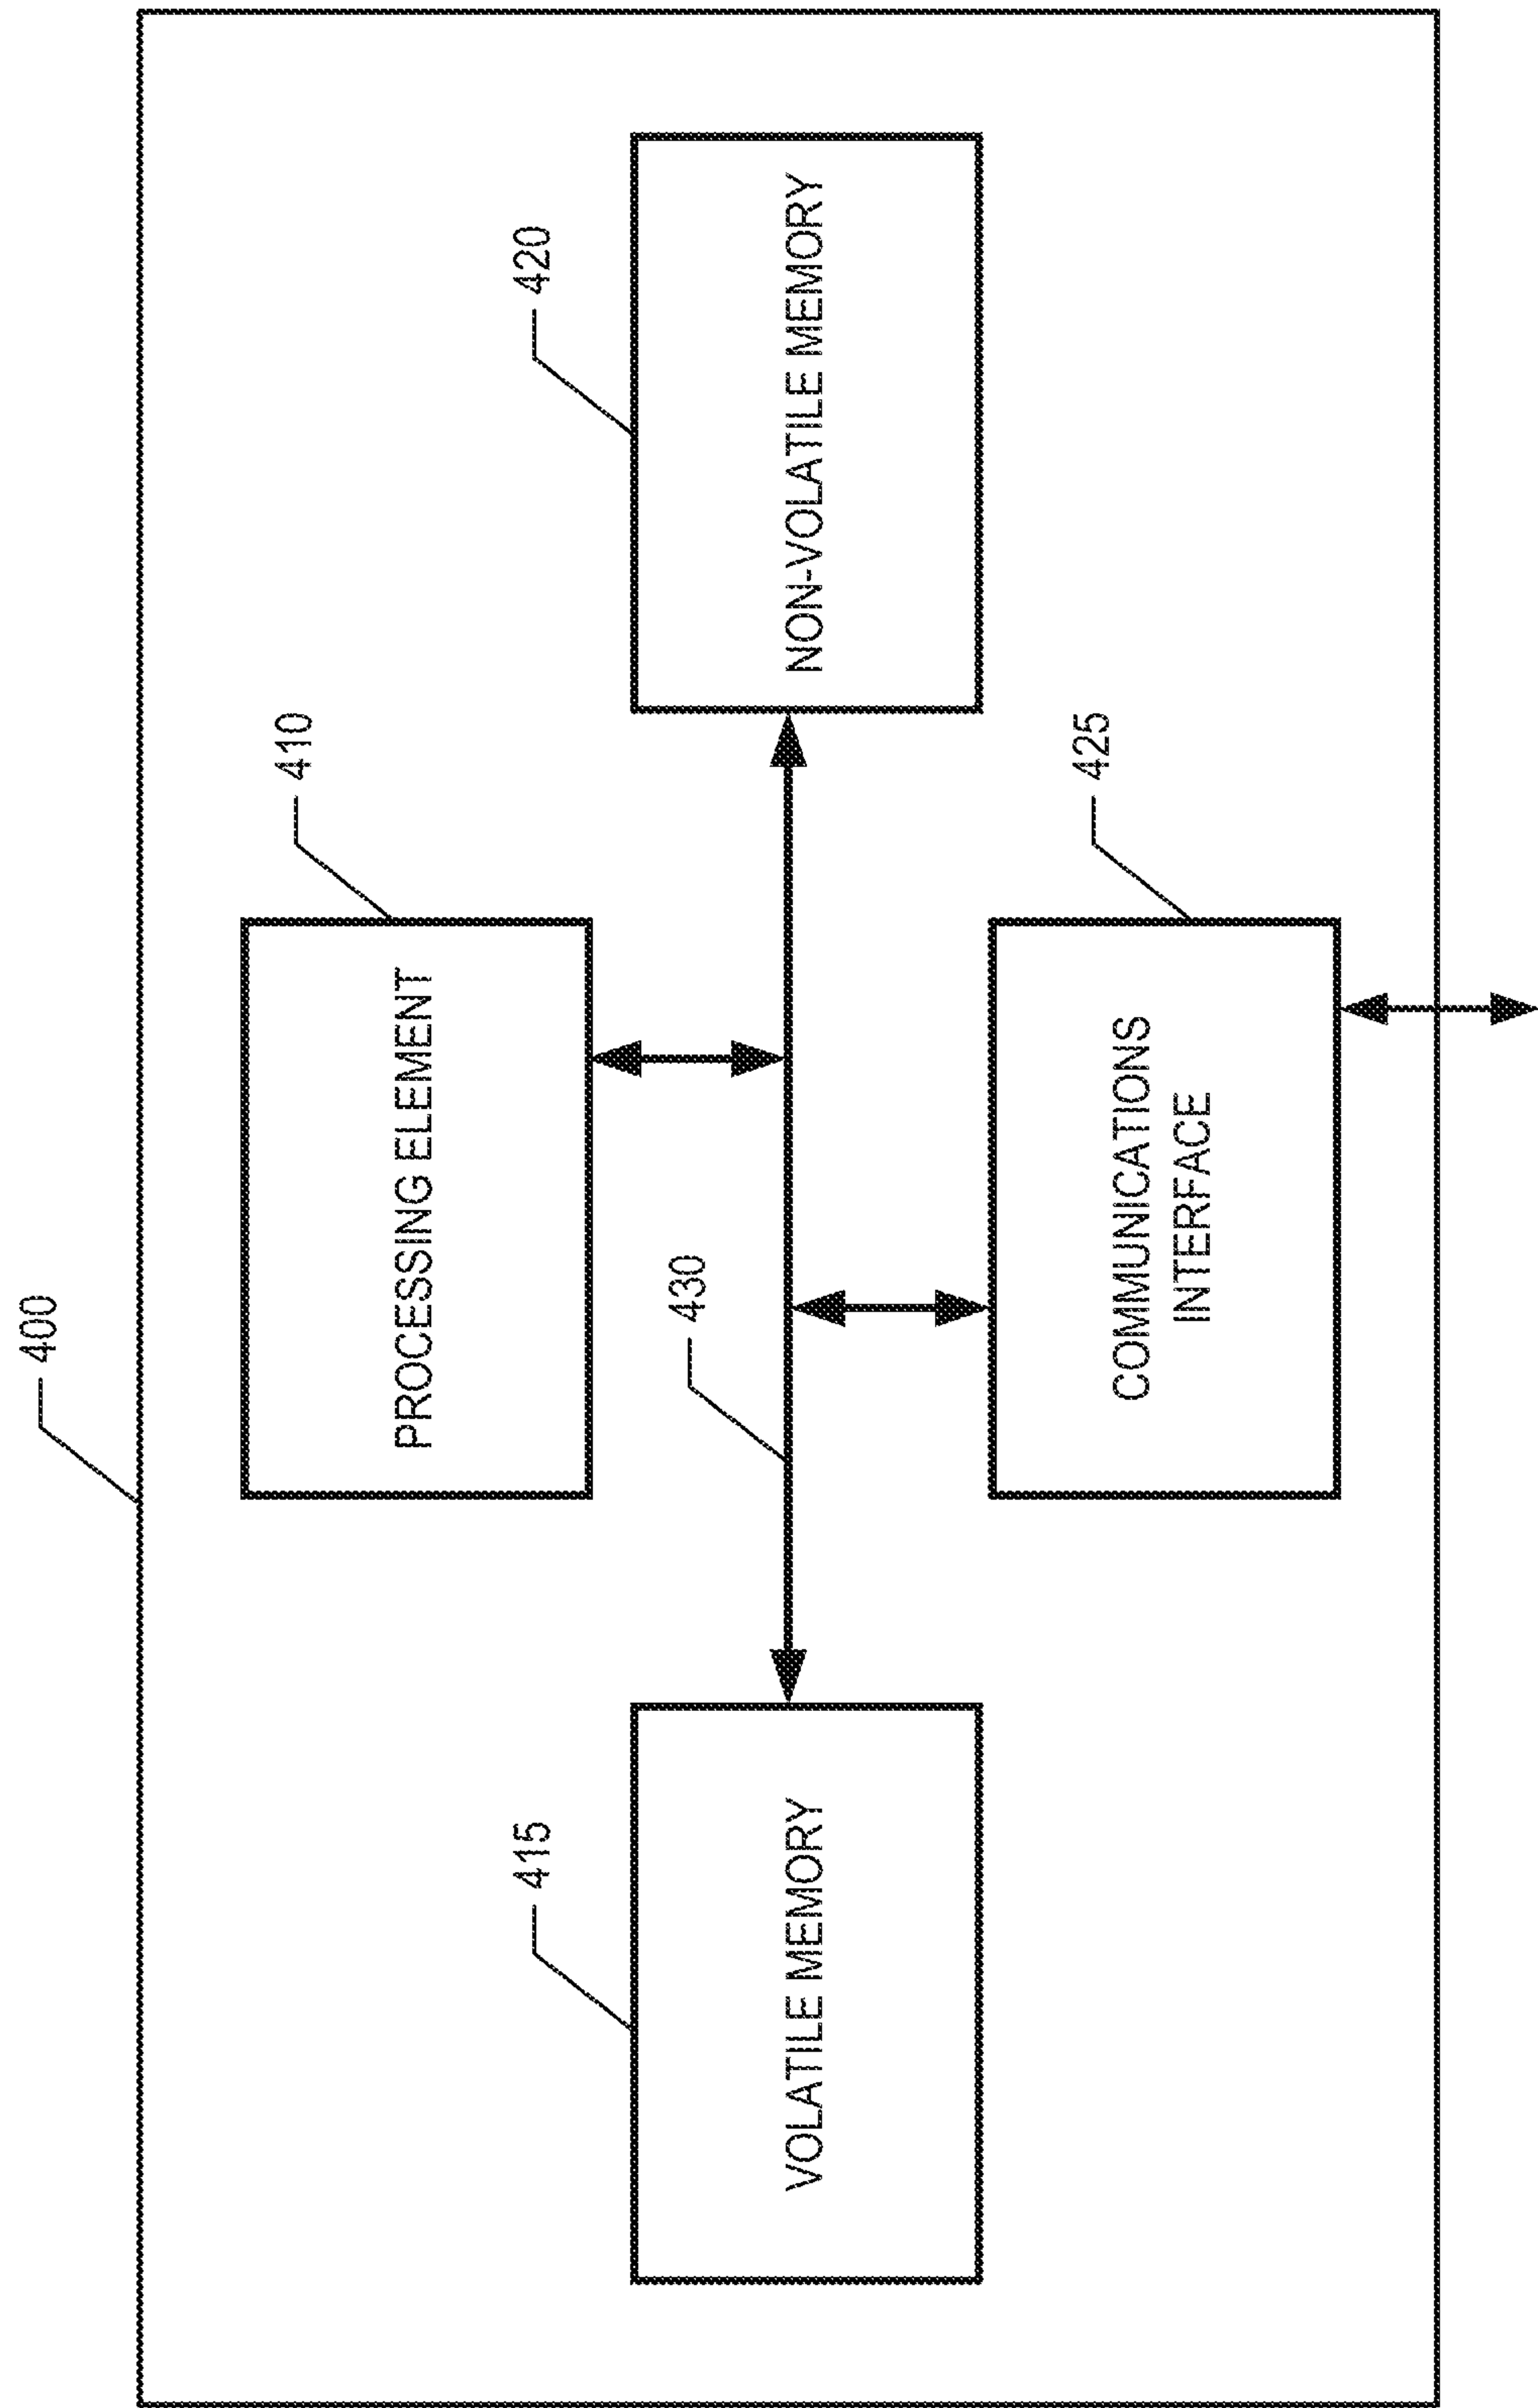 400
410
PROCESSING ELEMENT
415
VOLATILE MEMORY
430
420
NON-VOLATILE MEMORY
425
COMMUNICATIONS
INTERFACE